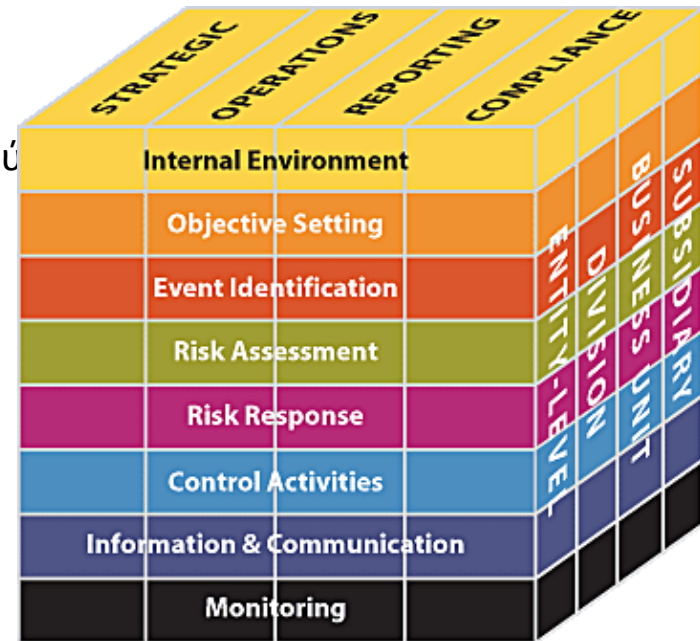 STRATEGIC
OPERATIONS
REPORTING
COMPLIANCE
ú
Internal Environment
Objective Setting
Event Identification
Risk Assessment
Risk Response
Control Activities
Information & Communication
Monitoring
ENTITY-LEVEL
DIVISION
BUSINESS UNIT
SUBSIDIARY